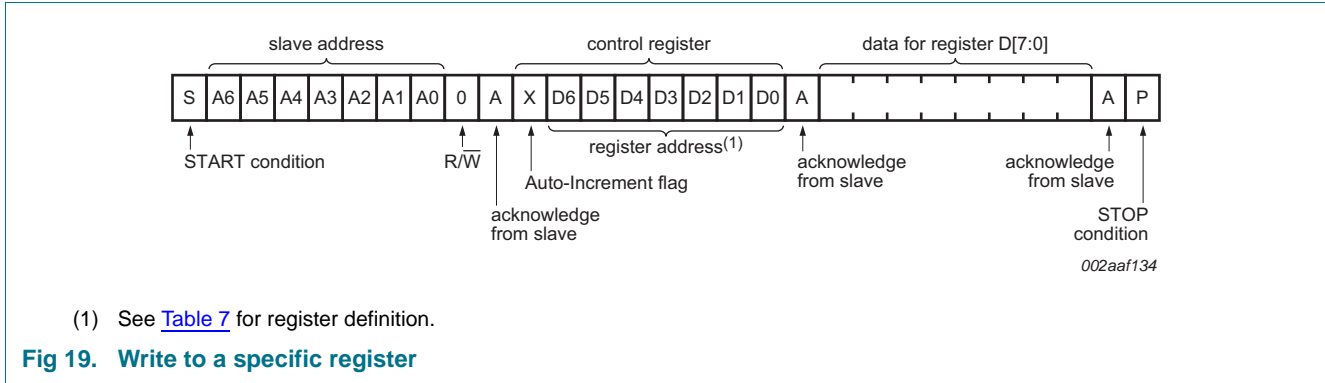 slave address control register data for register D[7:0]
S A6 A5 A4 A3 A2 A1 A0 0 A X D6 D5 D4 D3 D2 D1 D0 A A P
register address(1)
START condition R/W̅ acknowledge from slave acknowledge from slave
Auto-Increment flag
acknowledge from slave STOP condition
002aaf134
(1) See Table 7 for register definition.
Fig 19. Write to a specific register